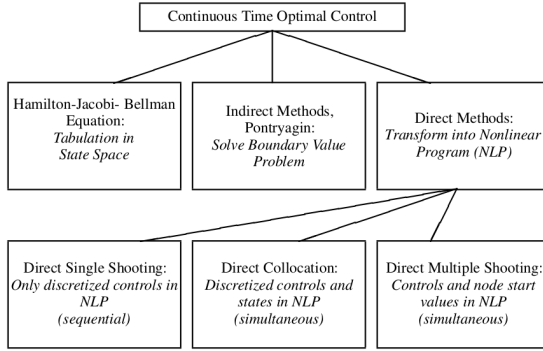 Continuous Time Optimal Control
Hamilton-Jacobi- Bellman
Equation:
Tabulation in
State Space
Indirect Methods,
Pontryagin:
Solve Boundary Value
Problem
Direct Methods:
Transform into Nonlinear
Program (NLP)
Direct Single Shooting:
Only discretized controls in
NLP
(sequential)
Direct Collocation:
Discretized controls and
states in NLP
(simultaneous)
Direct Multiple Shooting:
Controls and node start
values in NLP
(simultaneous)